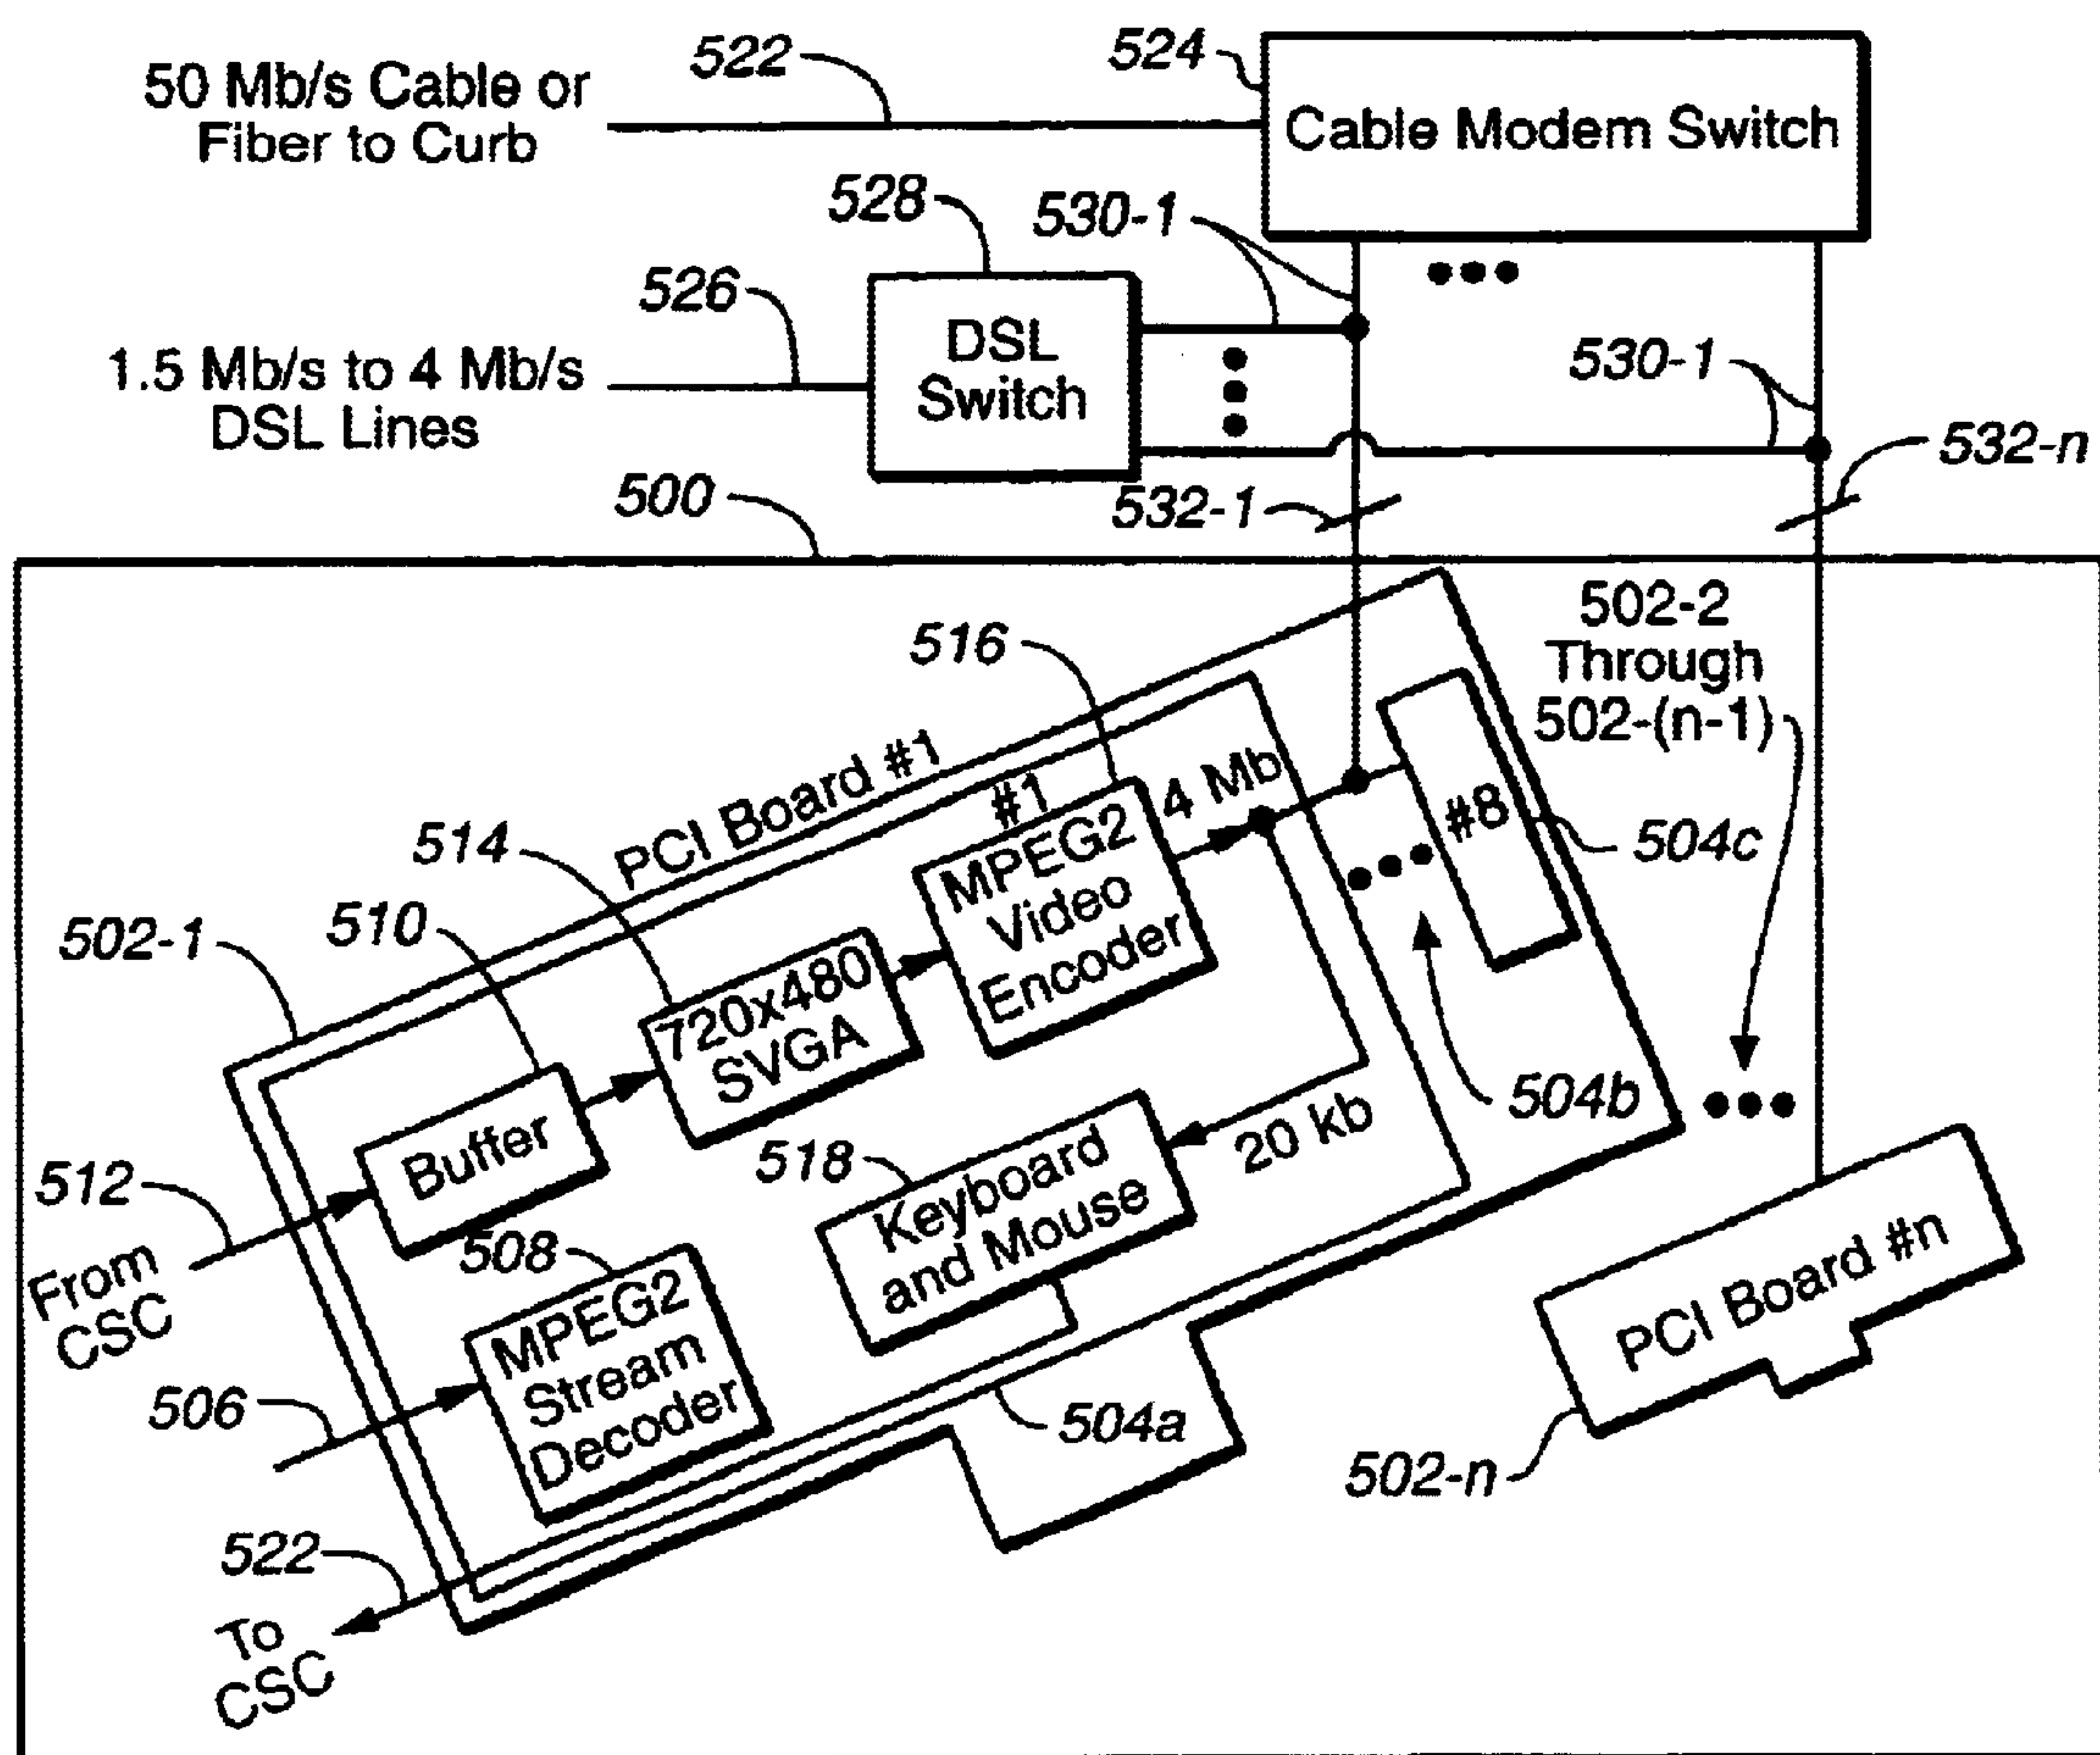 522
524
50 Mb/s Cable or
Fiber to Curb
Cable Modem Switch
528
530-1
526
DSL
Switch
1.5 Mb/s to 4 Mb/s
DSL Lines
530-1
532-n
500
532-1
502-2
Through
502-(n-1)
516
PCI Board #1
#1
4 Mb
#8
504c
514
MPEG2
Video
Encoder
510
502-1
720x480
SVGA
504b
Buffer
518
Keyboard
and Mouse
20 kb
512
From
CSC
508
MPEG2
Stream
Decoder
506
504a
PCI Board #n
502-n
522
To
CSC